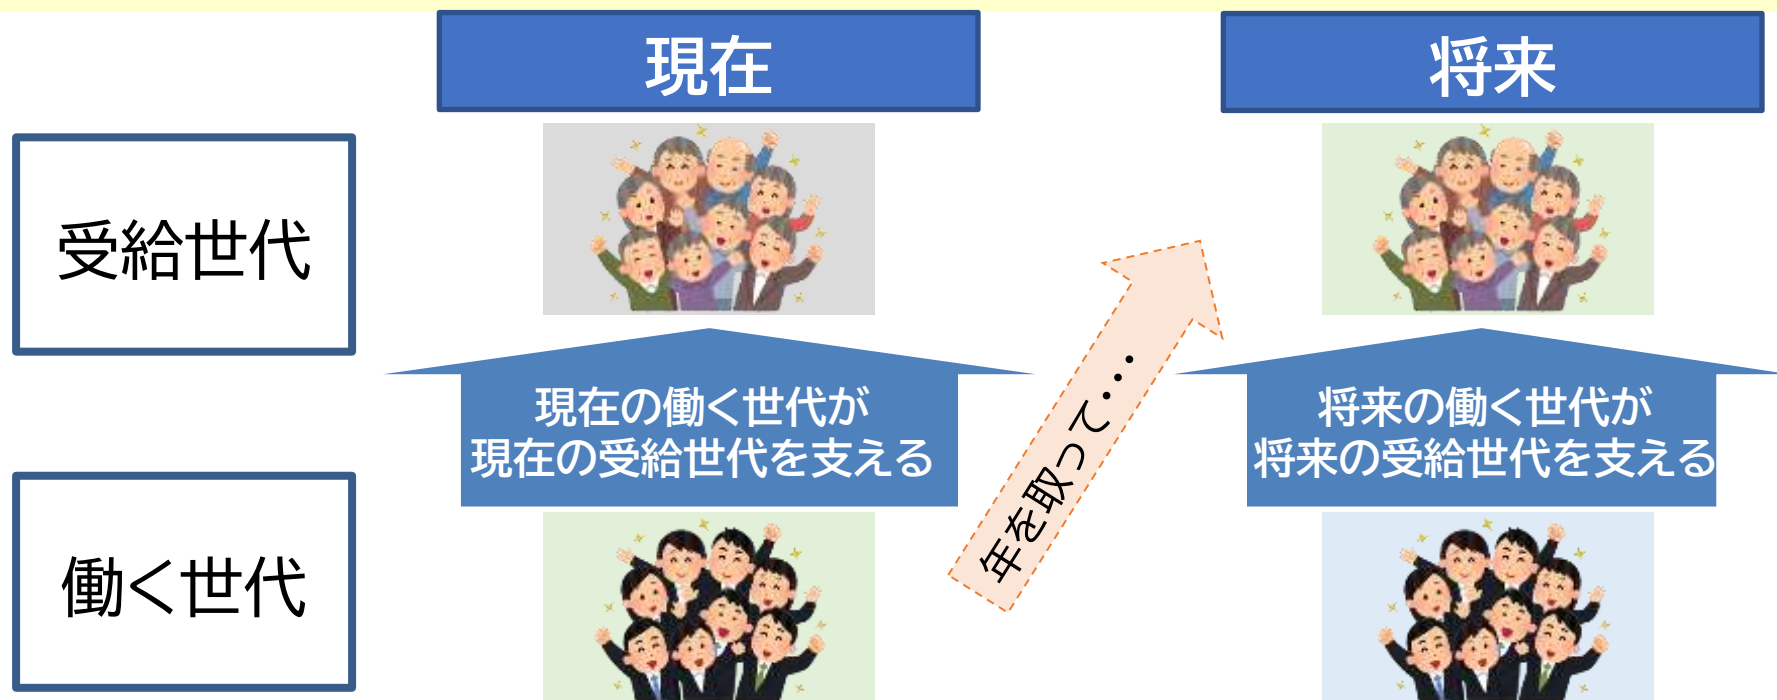 現在
将来
受給世代
現在の働く世代が
現在の受給世代を支える
年を取って・・・・
将来の働く世代が
将来の受給世代を支える
働く世代